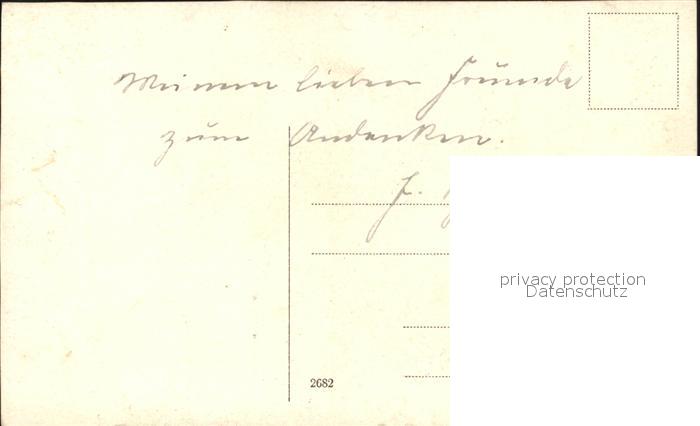 Meinem lieben Freunde
zum Andenken.
privacy protection
Datenschutz
2682